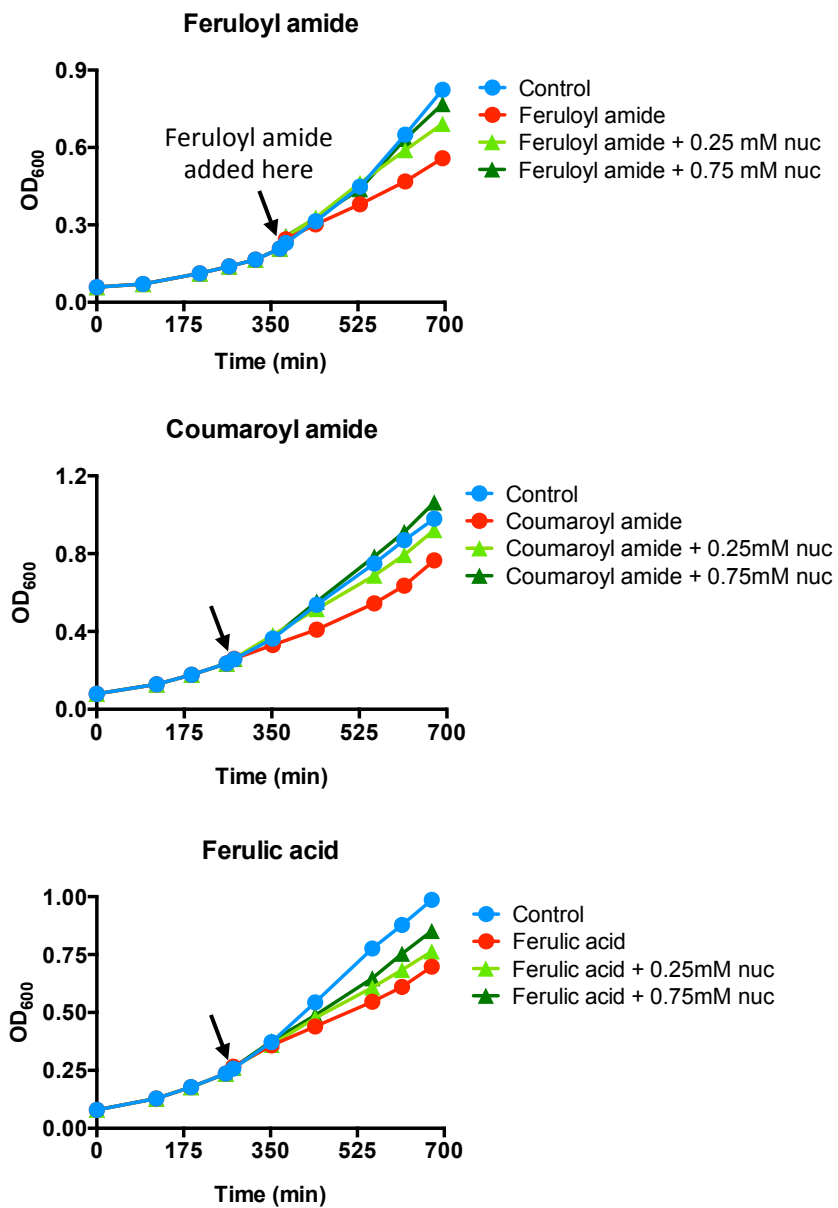 Feruloyl amide
0.9
0.6
0.3
0.0
OD600
Feruloyl amide
added here
0 175 350 525 700
Time (min)
Control
Feruloyl amide
Feruloyl amide + 0.25 mM nuc
Feruloyl amide + 0.75 mM nuc
Coumaroyl amide
1.2
0.8
0.4
0.0
OD600
0 175 350 525 700
Time (min)
Control
Coumaroyl amide
Coumaroyl amide + 0.25mM nuc
Coumaroyl amide + 0.75mM nuc
Ferulic acid
1.00
0.75
0.50
0.25
0.00
OD600
0 175 350 525 700
Time (min)
Control
Ferulic acid
Ferulic acid + 0.25mM nuc
Ferulic acid + 0.75mM nuc